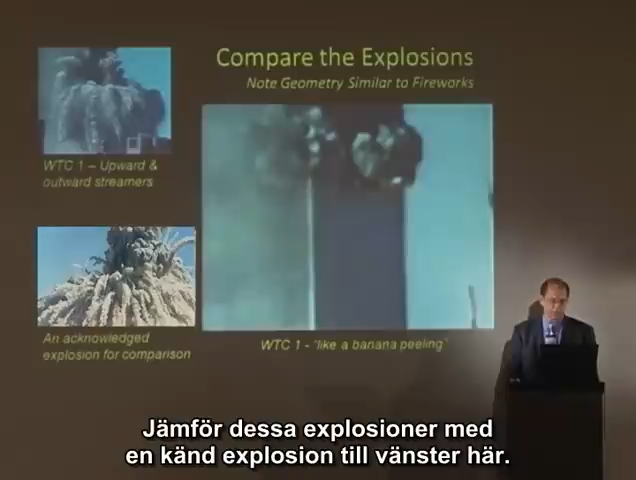 Compare the Explosions
Note Geometry Similar to Fireworks
WTC 1 – Upward &
outward streamers
An acknowledged
explosion for comparison
WTC 1 - "like a banana peeling"
Jämför dessa explosioner med
en känd explosion till vänster här.